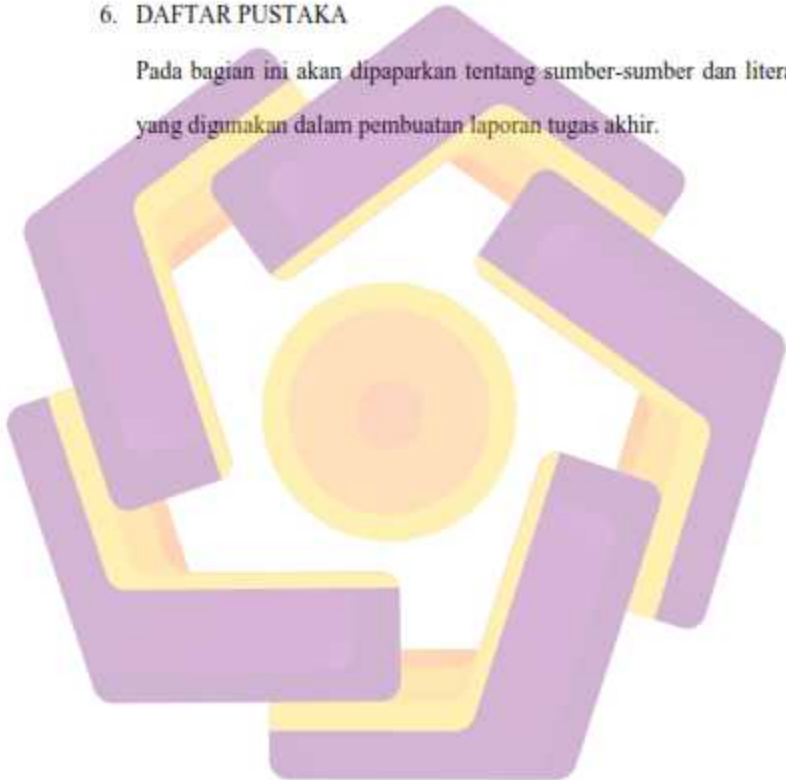 6. DAFTAR PUSTAKA
Pada bagian ini akan dipaparkan tentang sumber-sumber dan
yang digunakan dalam pembuatan laporan tugas akhir.